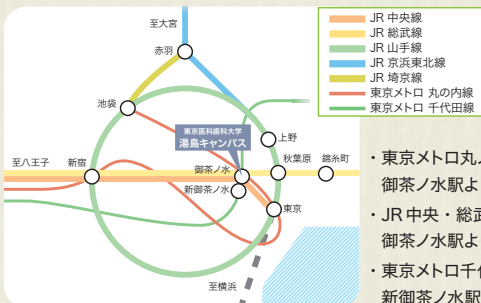 至大宮
赤羽
池袋
東京医科歯科大学
湯島キャンパス
上野
至八王子
新宿
御茶ノ水
秋葉原
錦糸町
新御茶ノ水
東京
至横浜
JR 中央線
JR 総武線
JR 山手線
JR 京浜東北線
JR 埼京線
東京メトロ 丸の内線
東京メトロ 千代田線
・東京メトロ丸ノ
御茶ノ水駅よ
・JR 中央・総武
御茶ノ水駅よ
・東京メトロ千代
新御茶ノ水駅